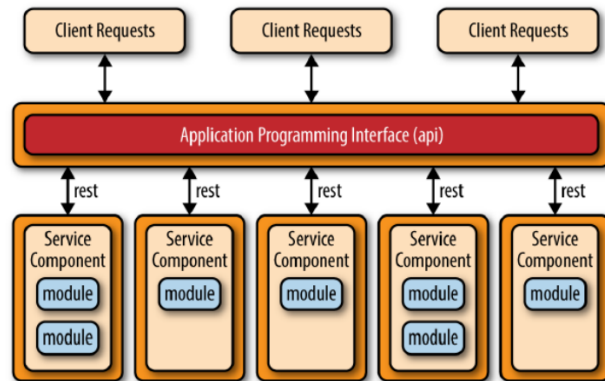 Client Requests
Client Requests
Client Requests
Application Programming Interface (api)
rest
rest
rest
rest
rest
Service
Component
module
module
Service
Component
module
Service
Component
module
Service
Component
module
module
Service
Component
module